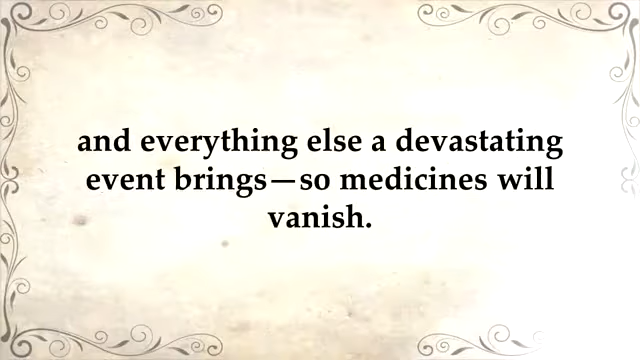 and everything else a devastating
event brings—so medicines will
vanish.